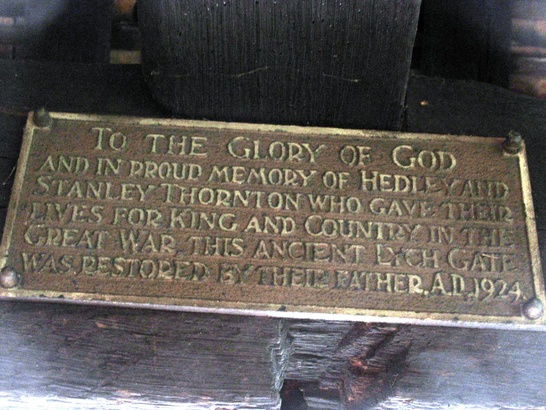 TO THE GLORY OF GOD
AND IN PROUD MEMORY OF HEDLEY AND
STANLEY THORNTON WHO GAVE THEIR
LIVES FOR KING AND COUNTRY IN THE
GREAT WAR THIS ANCIENT LYCH GATE
WAS RESTORED BY THEIR FATHER. A.D. 1924